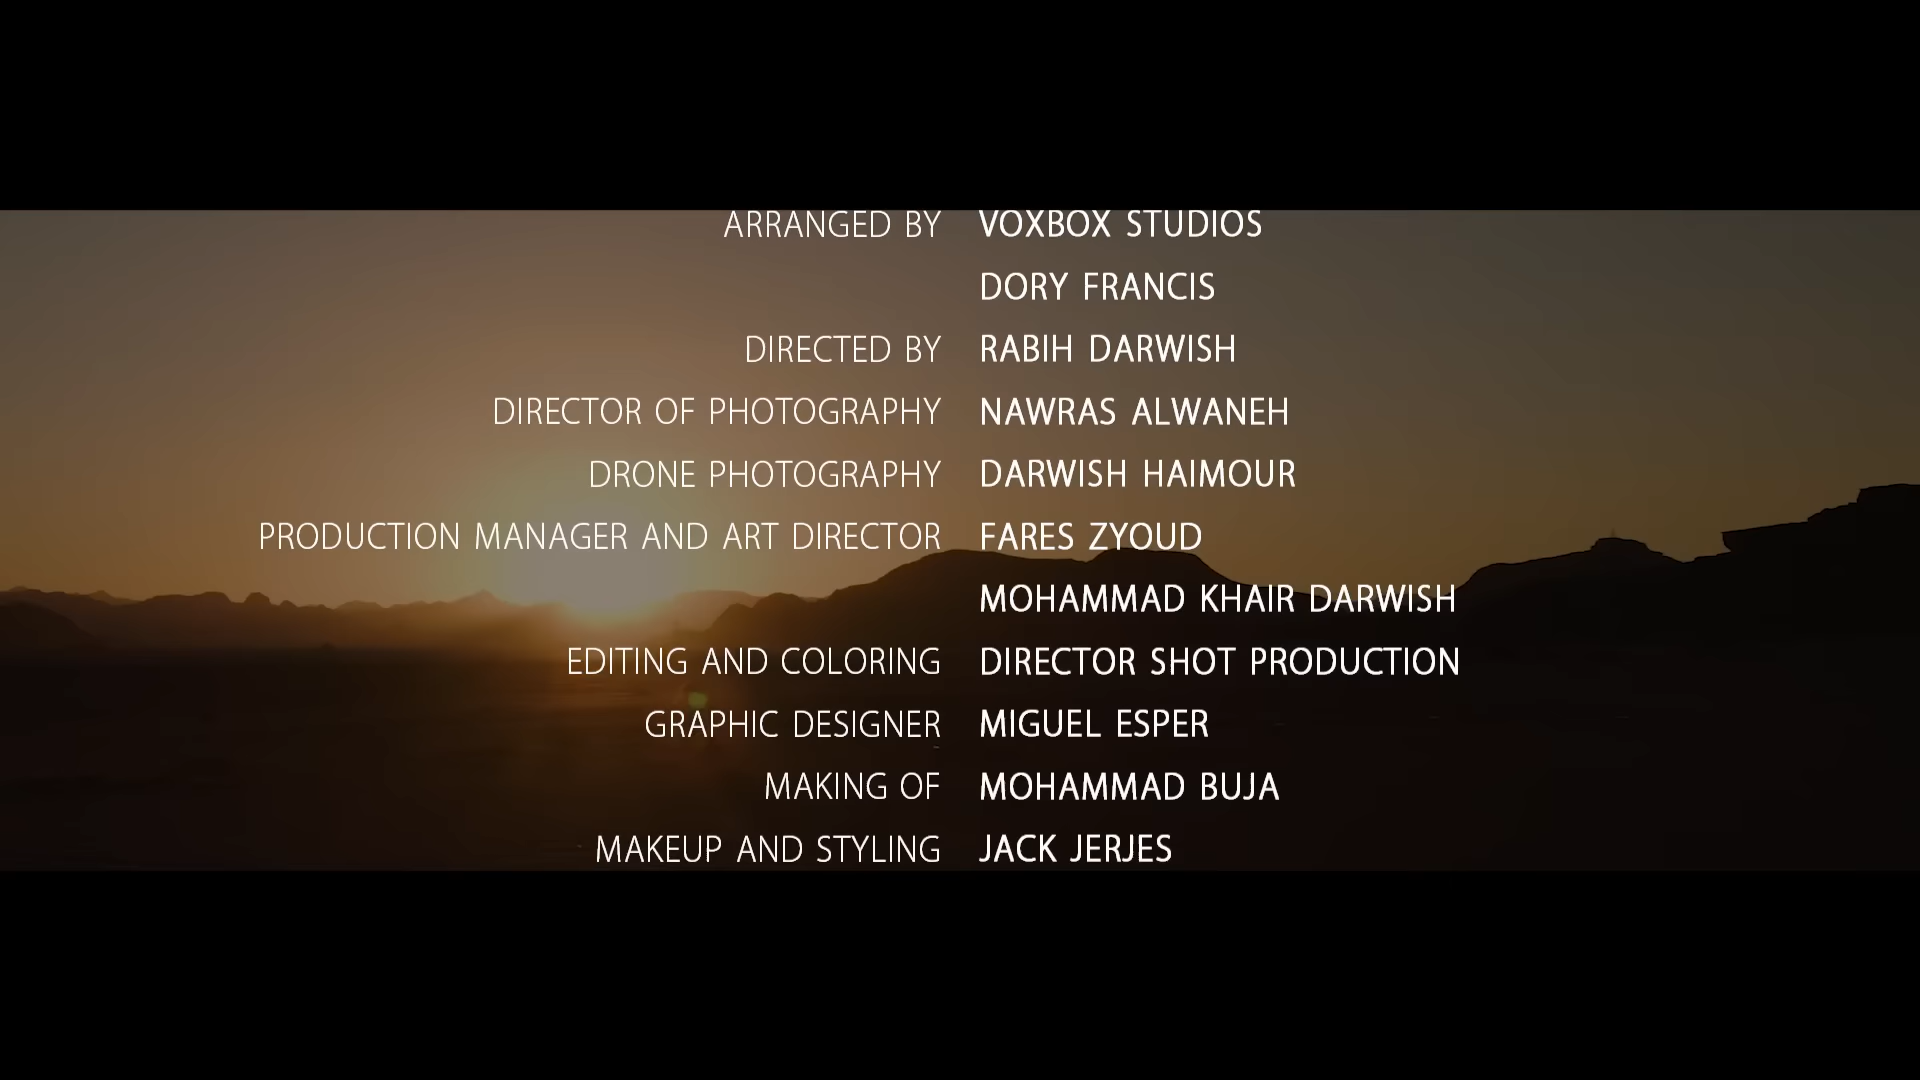 ARRANGED BY VOXBOX STUDIOS
DORY FRANCIS
DIRECTED BY RABIH DARWISH
DIRECTOR OF PHOTOGRAPHY NAWRAS ALWANEH
DRONE PHOTOGRAPHY DARWISH HAIMOUR
PRODUCTION MANAGER AND ART DIRECTOR FARES ZYOUD
MOHAMMAD KHAIR DARWISH
EDITING AND COLORING DIRECTOR SHOT PRODUCTION
GRAPHIC DESIGNER MIGUEL ESPER
MAKING OF MOHAMMAD BUJA
MAKEUP AND STYLING JACK JERJES